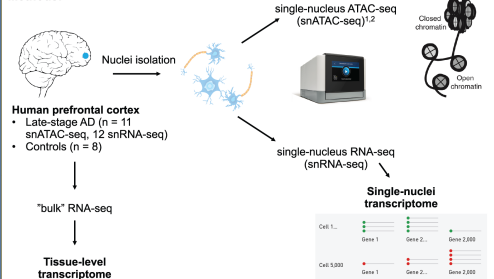 single-nucleus ATAC-seq
(snATAC-seq)1,2
Closed
chromatin
Open
chromatin
Nuclei isolation
Human prefrontal cortex
• Late-stage AD (n = 11
snATAC-seq, 12 snRNA-seq)
• Controls (n = 8)
single-nucleus RNA-seq
(snRNA-seq)
"bulk" RNA-seq
Tissue-level
transcriptome
Single-nuclei
transcriptome
Cell 1...
Gene 1 Gene 2... Gene 2,000
Cell 5,000
Gene 1 Gene 2... Gene 2,000